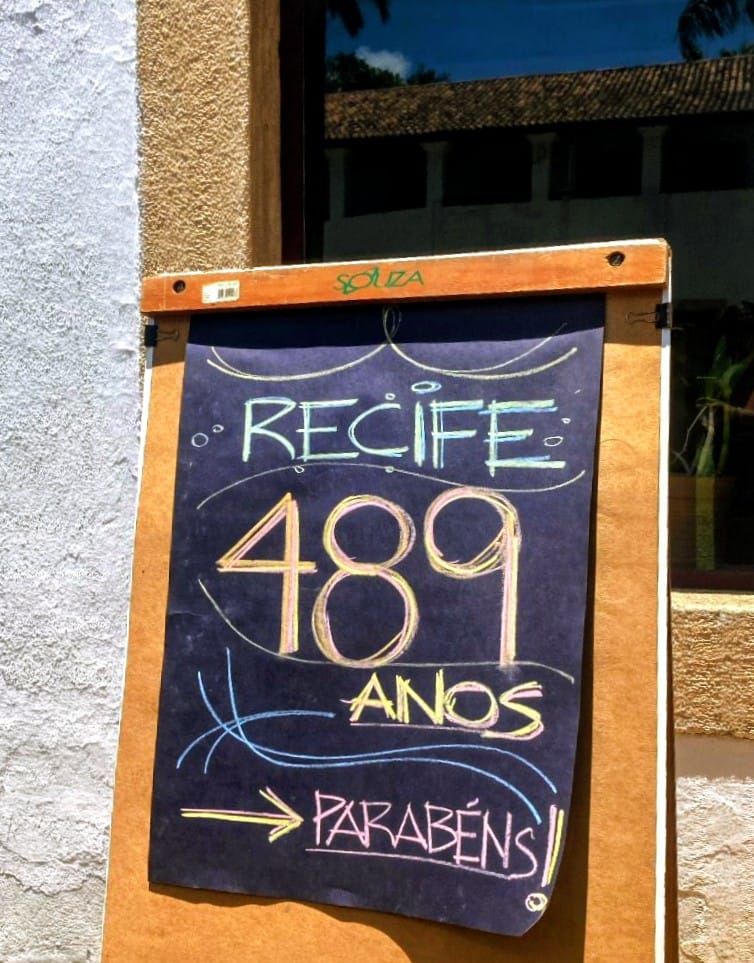 SOUZA
RECIFE
489
ANOS
PARABÉNS!